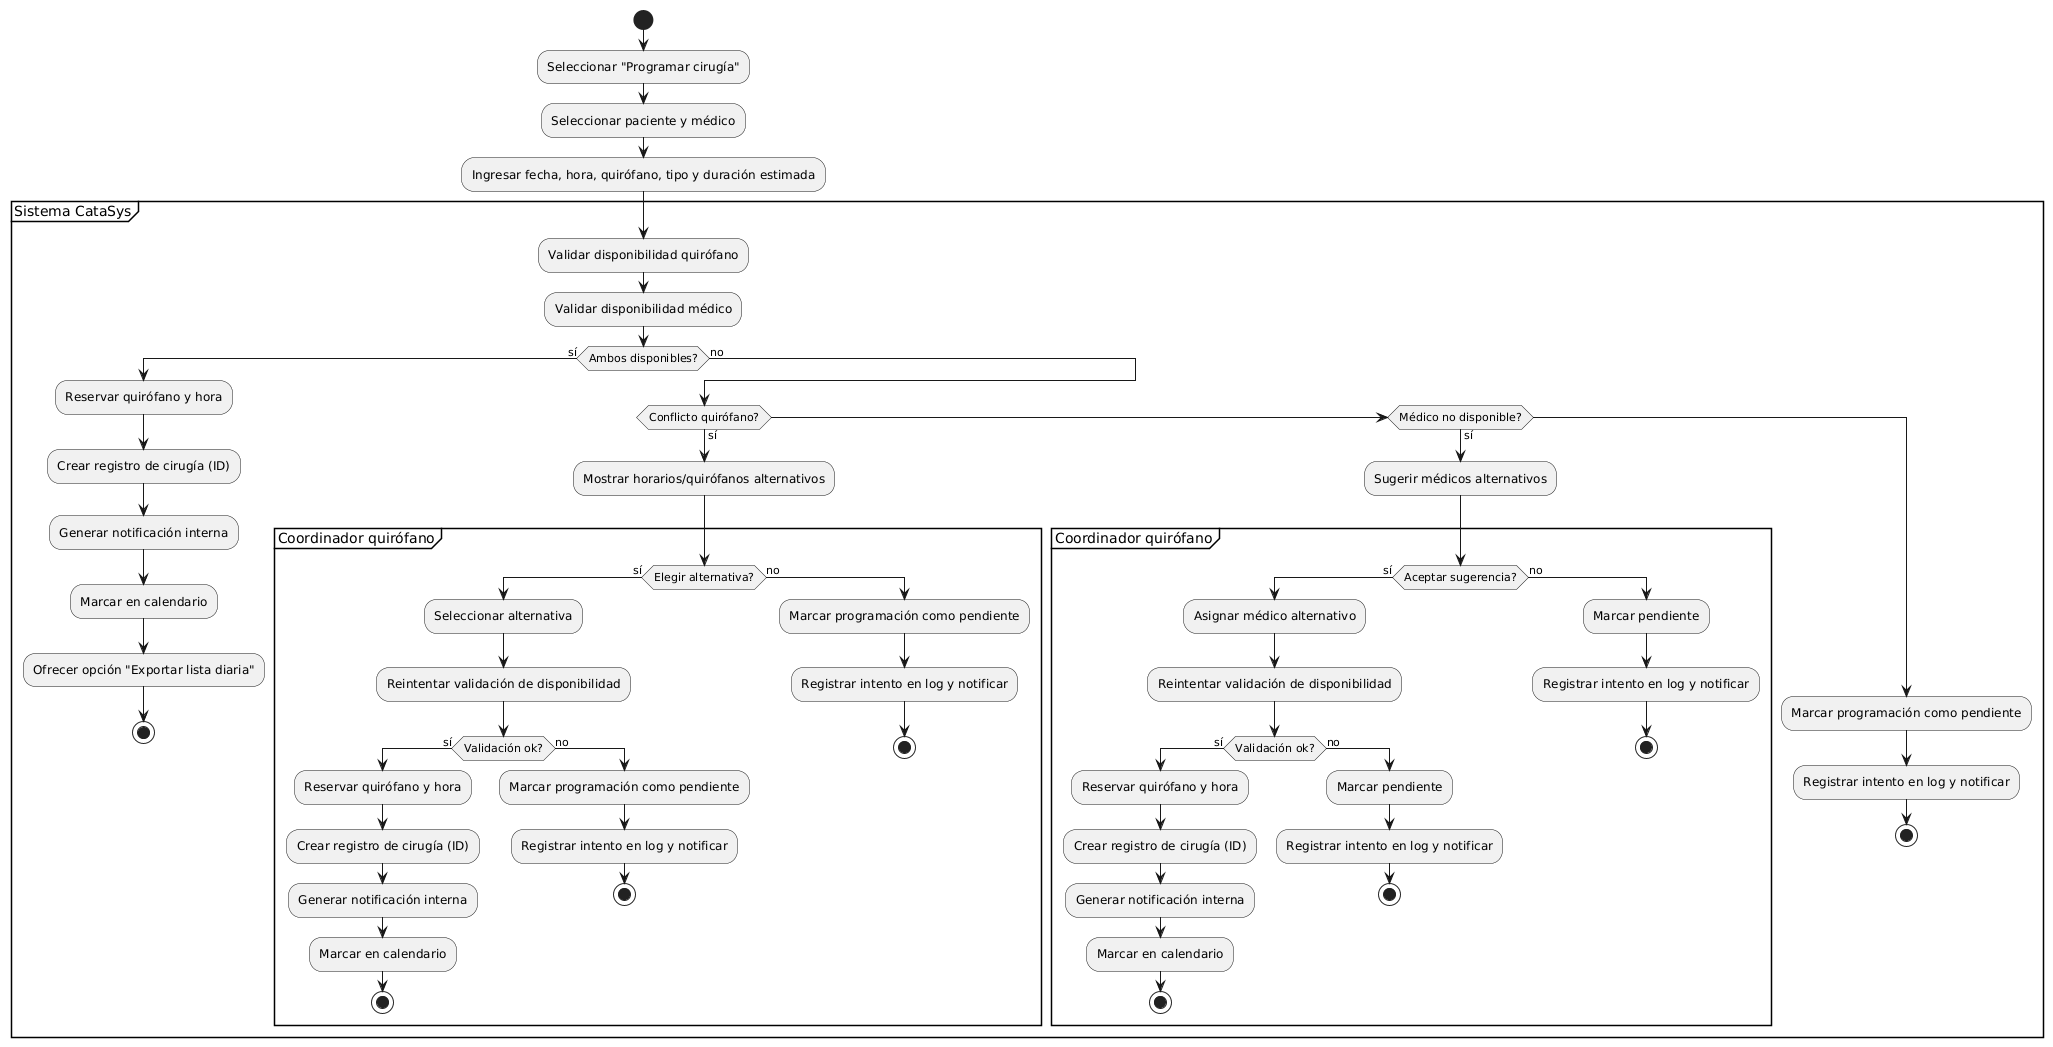 Seleccionar "Programar cirugía"
Seleccionar paciente y médico
Ingresar fecha, hora, quirófano, tipo y duración estimada
Sistema CataSys
Validar disponibilidad quirófano
Validar disponibilidad médico
Ambos disponibles?
sí
no
Reservar quirófano y hora
Crear registro de cirugía (ID)
Generar notificación interna
Marcar en calendario
Ofrecer opción "Exportar lista diaria"
Conflicto quirófano?
sí
Mostrar horarios/quirófanos alternativos
Coordinador quirófano
Elegir alternativa?
sí
no
Seleccionar alternativa
Reintentar validación de disponibilidad
Validación ok?
sí
no
Reservar quirófano y hora
Crear registro de cirugía (ID)
Generar notificación interna
Marcar en calendario
Marcar programación como pendiente
Registrar intento en log y notificar
Marcar programación como pendiente
Registrar intento en log y notificar
Médico no disponible?
sí
Sugerir médicos alternativos
Coordinador quirófano
Aceptar sugerencia?
sí
no
Asignar médico alternativo
Reintentar validación de disponibilidad
Validación ok?
sí
no
Reservar quirófano y hora
Crear registro de cirugía (ID)
Generar notificación interna
Marcar en calendario
Marcar pendiente
Registrar intento en log y notificar
Marcar pendiente
Registrar intento en log y notificar
Marcar programación como pendiente
Registrar intento en log y notificar